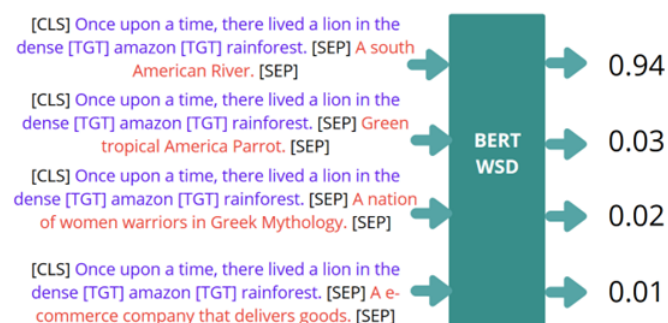 [CLS] Once upon a time, there lived a lion in the
dense [TGT] amazon [TGT] rainforest. [SEP] A south
American River. [SEP]
0.94
[CLS] Once upon a time, there lived a lion in the
dense [TGT] amazon [TGT] rainforest. [SEP] Green
tropical America Parrot. [SEP]
0.03
BERT
WSD
[CLS] Once upon a time, there lived a lion in the
dense [TGT] amazon [TGT] rainforest. [SEP] A nation
of women warriors in Greek Mythology. [SEP]
0.02
[CLS] Once upon a time, there lived a lion in the
dense [TGT] amazon [TGT] rainforest. [SEP] A e-
commerce company that delivers goods. [SEP]
0.01